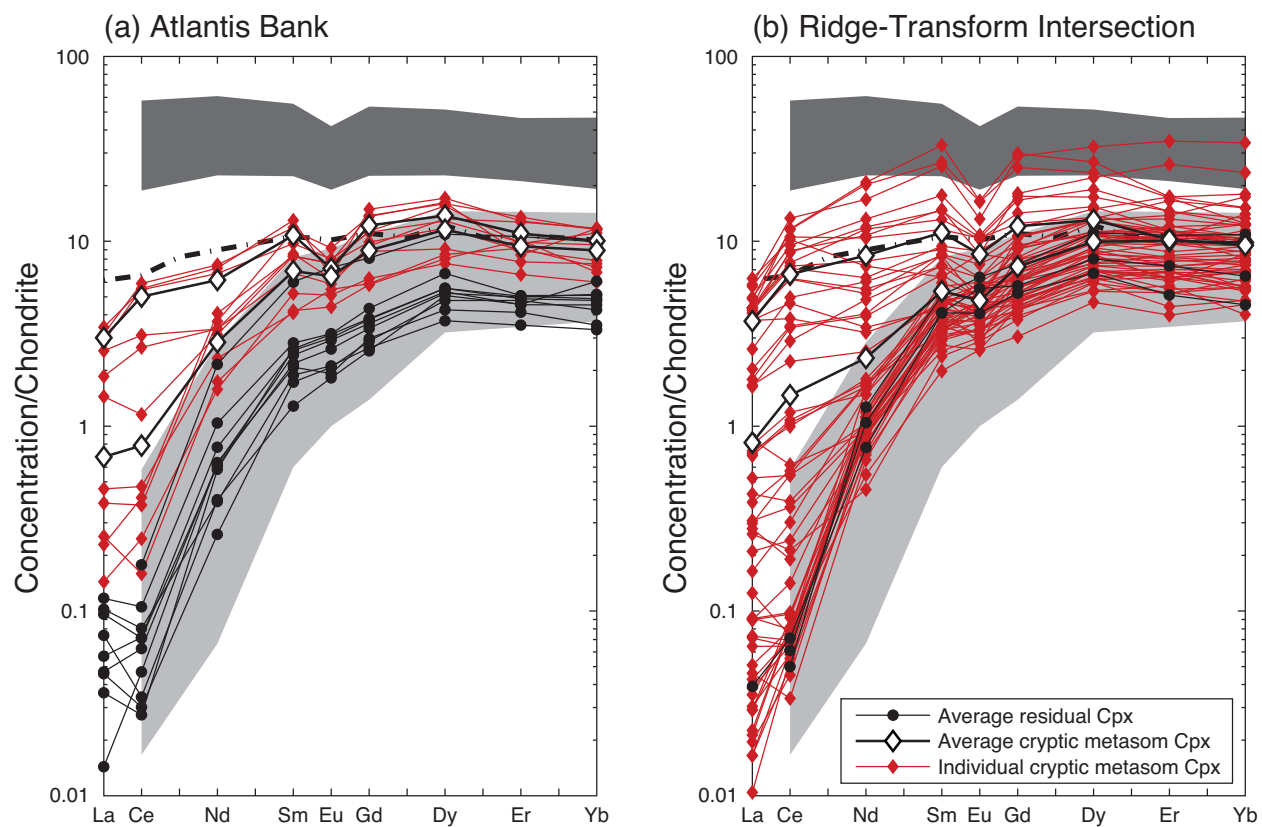 (a) Atlantis Bank
(b) Ridge-Transform Intersection
Concentration/Chondrite
100
10
1
0.1
0.01
La Ce Nd Sm Eu Gd Dy Er Yb
Concentration/Chondrite
100
10
1
0.1
0.01
La Ce Nd Sm Eu Gd Dy Er Yb
Average residual Cpx
Average cryptic metasom Cpx
Individual cryptic metasom Cpx